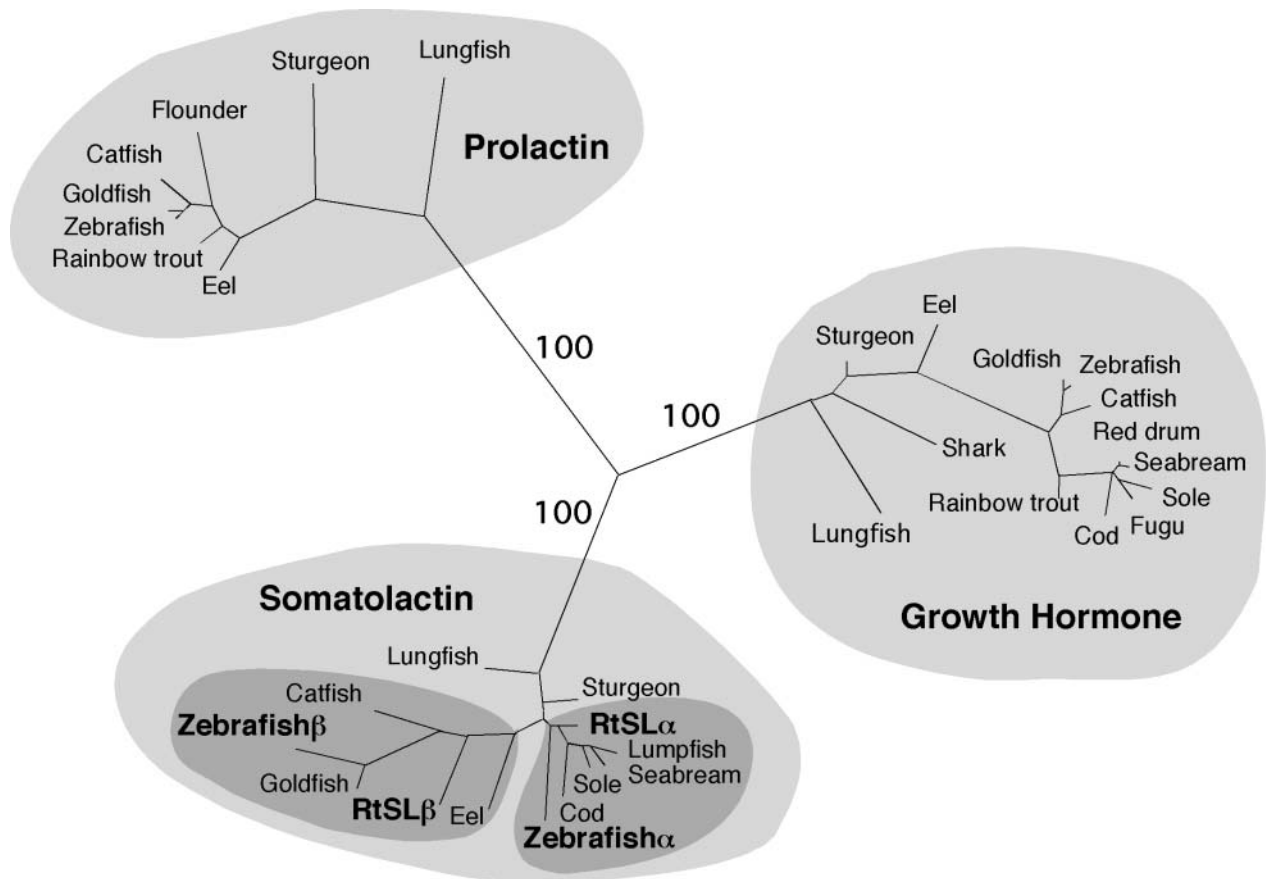 Lungfish
Sturgeon
Flounder
Prolactin
Catfish
Goldfish
Zebrafish
Rainbow trout
Eel
100
100
100
Eel
Sturgeon
Goldfish
Zebrafish
Catfish
Red drum
Shark
Seabream
Rainbow trout
Sole
Lungfish
Cod
Fugu
Growth Hormone
Somatolactin
Lungfish
Catfish
Sturgeon
Zebrafishβ
RtSLα
Lumpfish
Goldfish
Seabream
Sole
RtSLβ
Eel
Cod
Zebrafishα